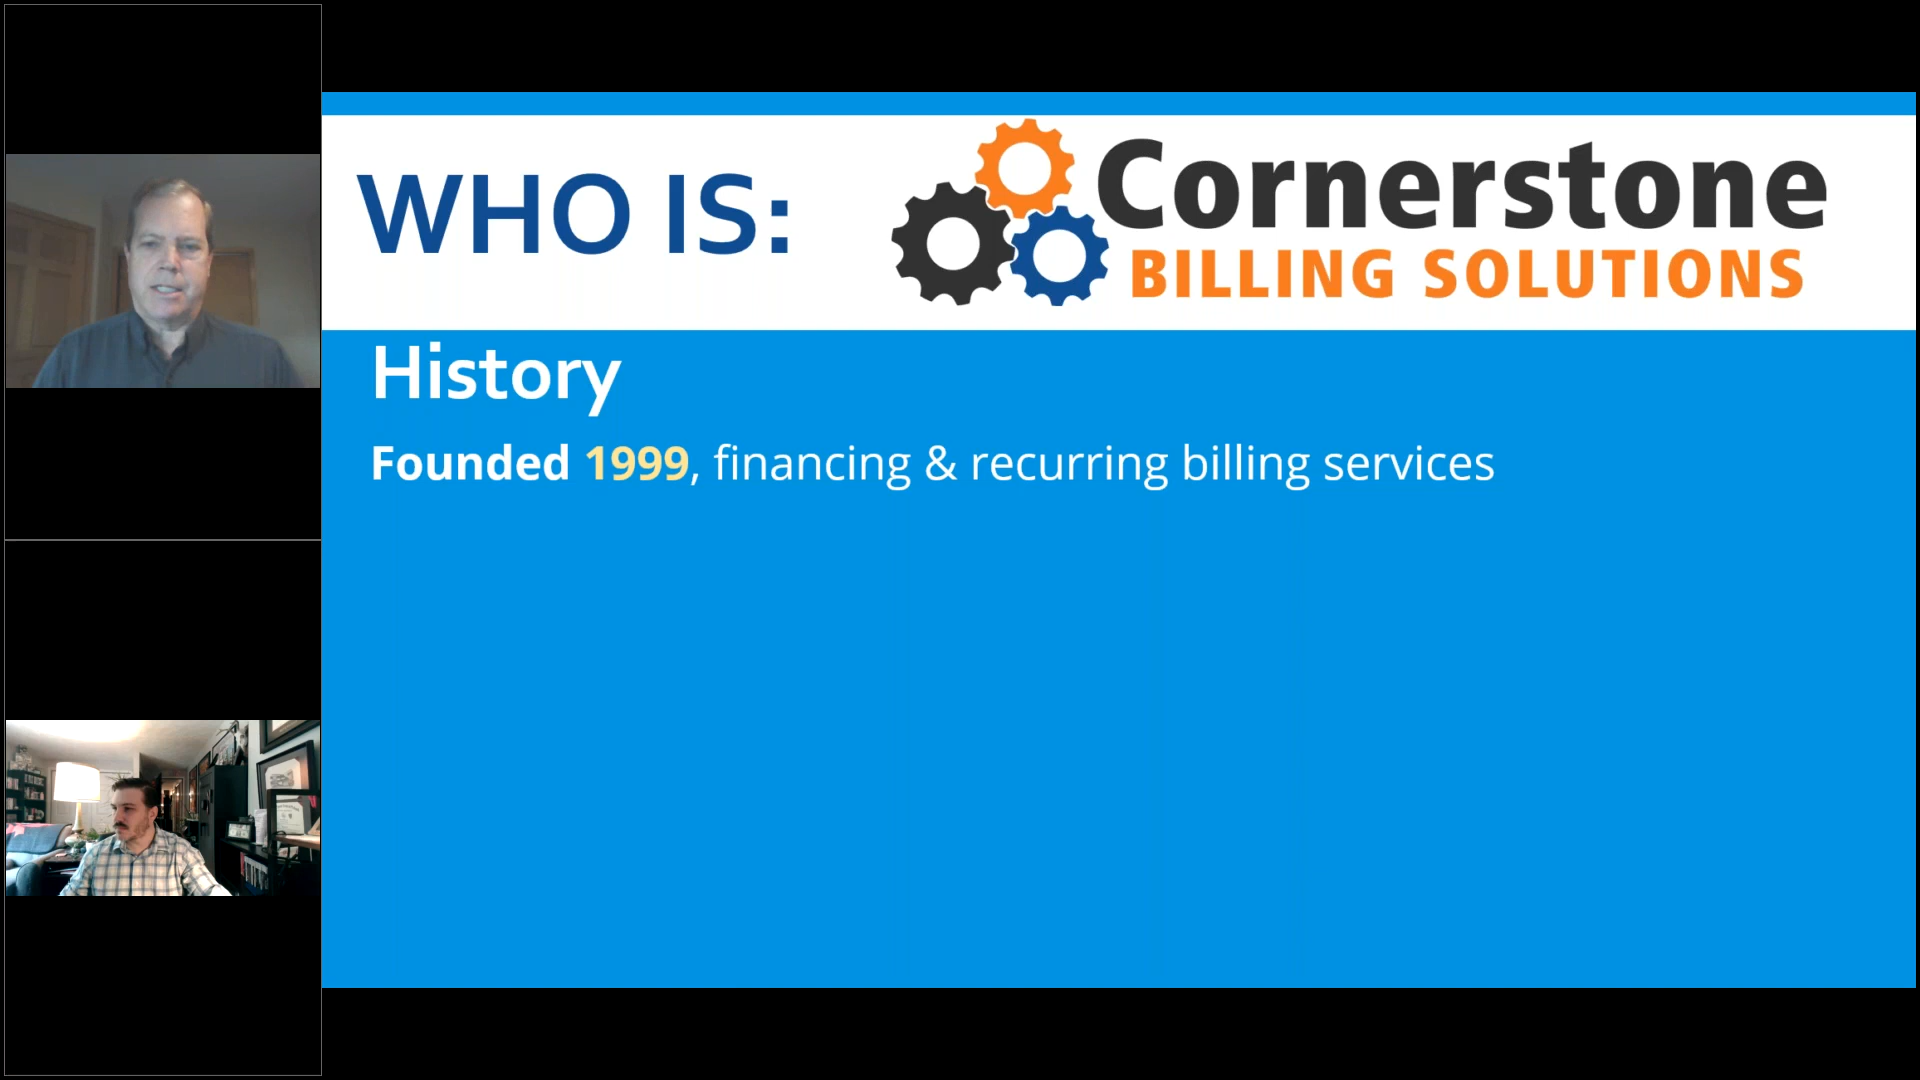 WHO IS:
Cornerstone
BILLING SOLUTIONS
History
Founded 1999, financing & recurring billing services